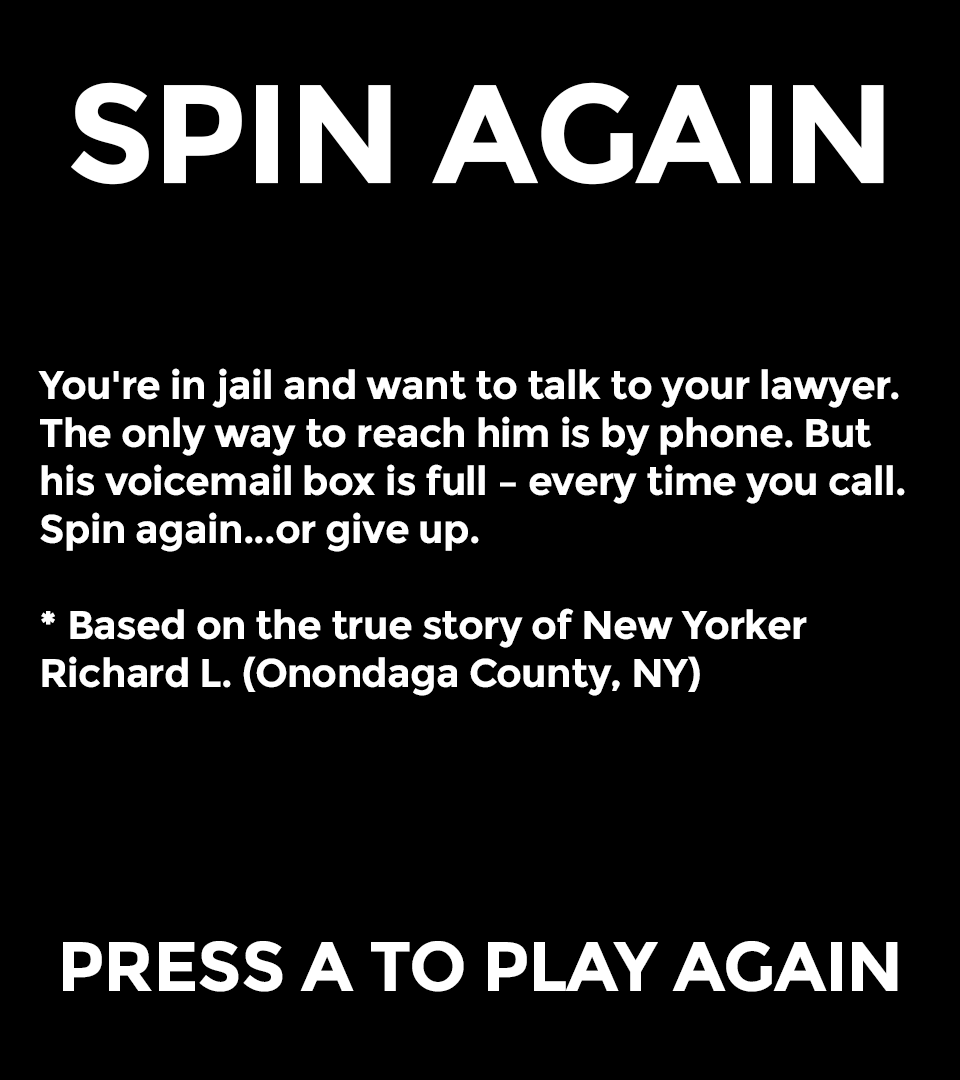 SPIN AGAIN
You're in jail and want to talk to your lawyer.
The only way to reach him is by phone. But
his voicemail box is full – every time you call.
Spin again...or give up.
* Based on the true story of New Yorker
Richard L. (Onondaga County, NY)
PRESS A TO PLAY AGAIN